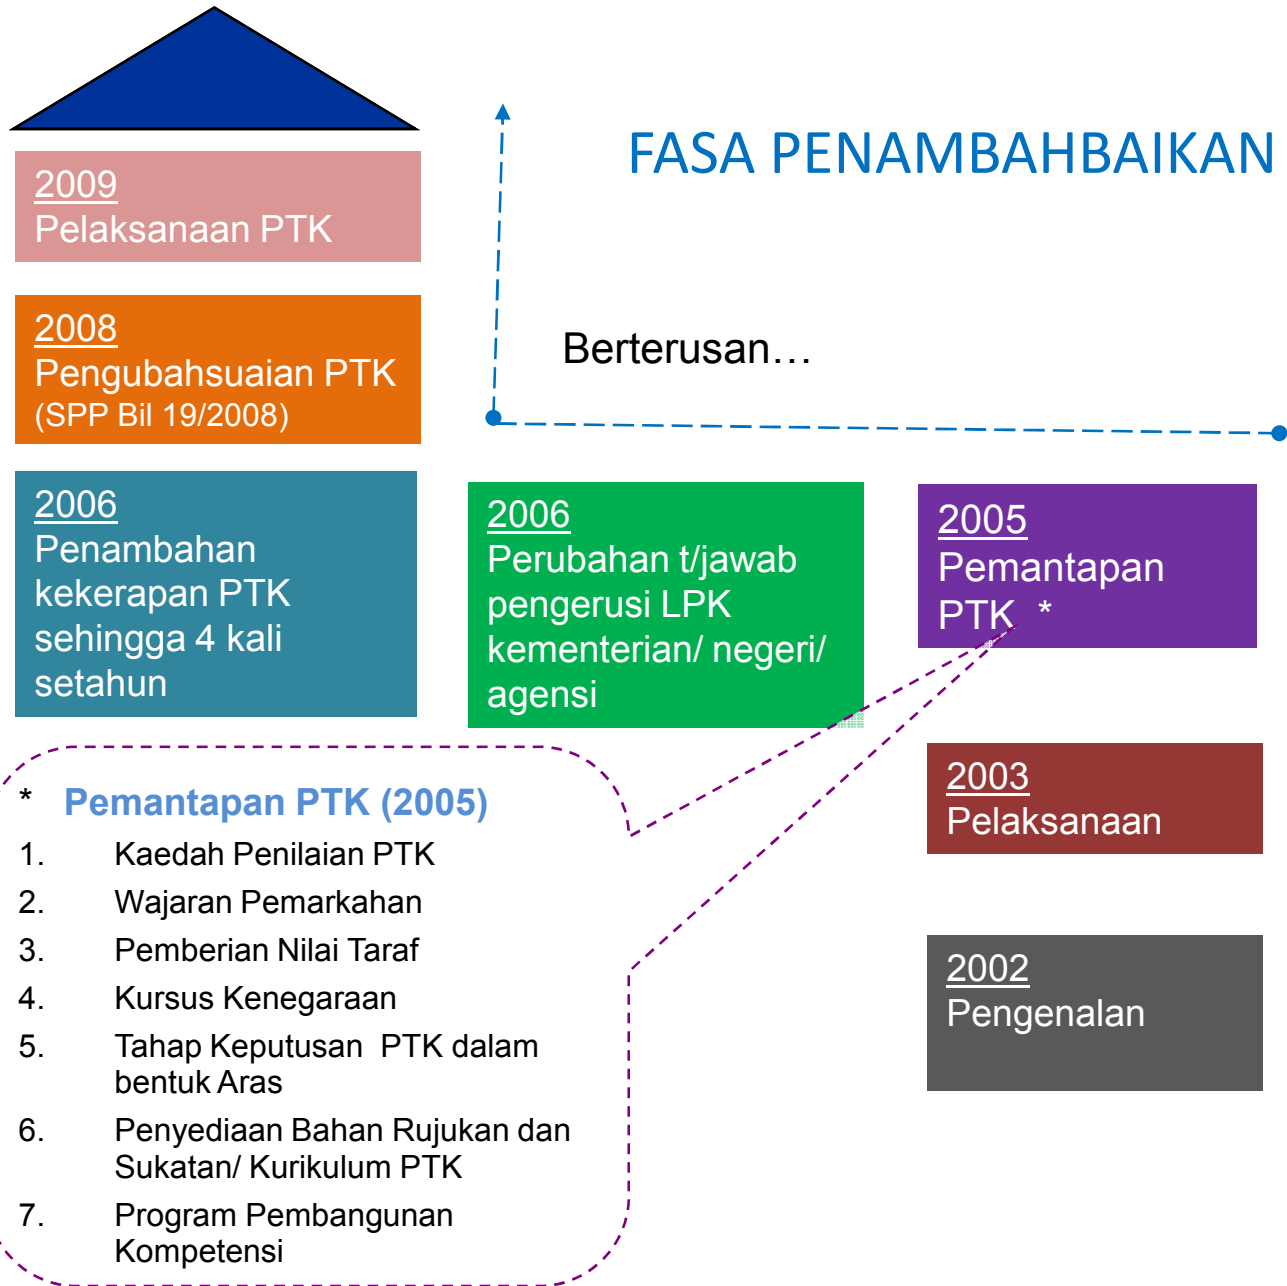 FASA PENAMBAHBAIKAN
2009
Pelaksanaan PTK
2008
Pengubahsuaian PTK
(SPP Bil 19/2008)
Berterusan…
2006
Penambahan
kekerapan PTK
sehingga 4 kali
setahun
2006
Perubahan t/jawab
pengerusi LPK
kementerian/ negeri/
agensi
2005
Pemantapan
PTK *
2003
Pelaksanaan
2002
Pengenalan
* Pemantapan PTK (2005)
1. Kaedah Penilaian PTK
2. Wajaran Pemarkahan
3. Pemberian Nilai Taraf
4. Kursus Kenegaraan
5. Tahap Keputusan PTK dalam
bentuk Aras
6. Penyediaan Bahan Rujukan dan
Sukatan/ Kurikulum PTK
7. Program Pembangunan
Kompetensi